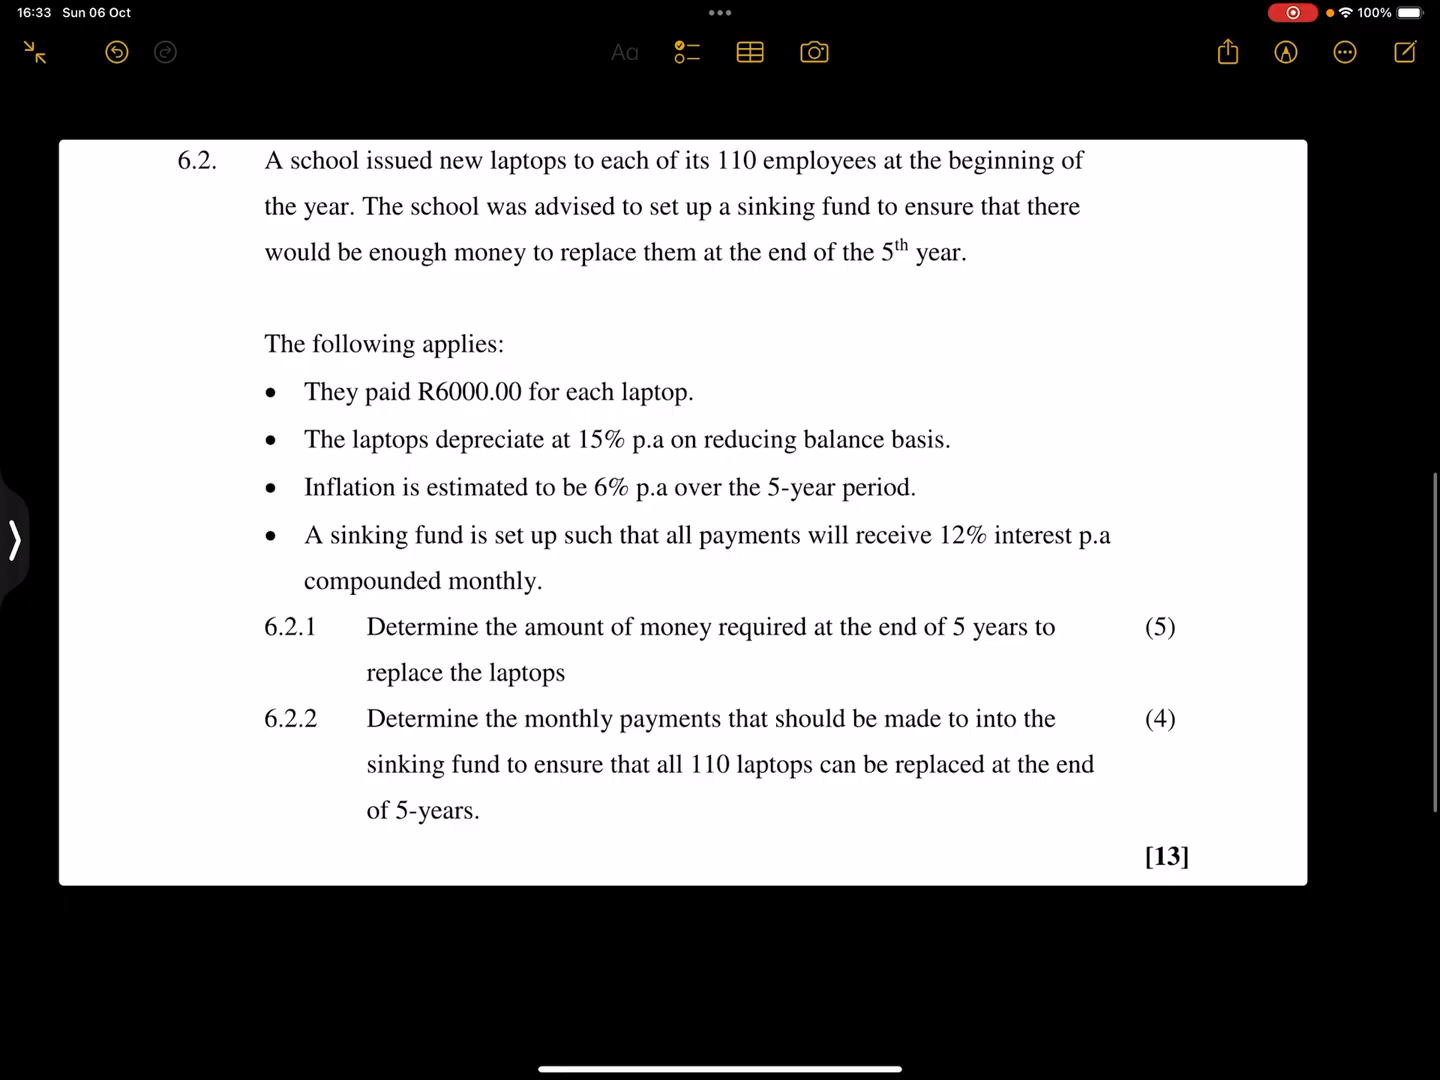 16:33 Sun 06 Oct
100%
Aa
6.2. A school issued new laptops to each of its 110 employees at the beginning of
the year. The school was advised to set up a sinking fund to ensure that there
would be enough money to replace them at the end of the 5th year.
The following applies:
• They paid R6000.00 for each laptop.
• The laptops depreciate at 15% p.a on reducing balance basis.
• Inflation is estimated to be 6% p.a over the 5-year period.
• A sinking fund is set up such that all payments will receive 12% interest p.a
compounded monthly.
6.2.1 Determine the amount of money required at the end of 5 years to (5)
replace the laptops
6.2.2 Determine the monthly payments that should be made to into the (4)
sinking fund to ensure that all 110 laptops can be replaced at the end
of 5-years.
[13]